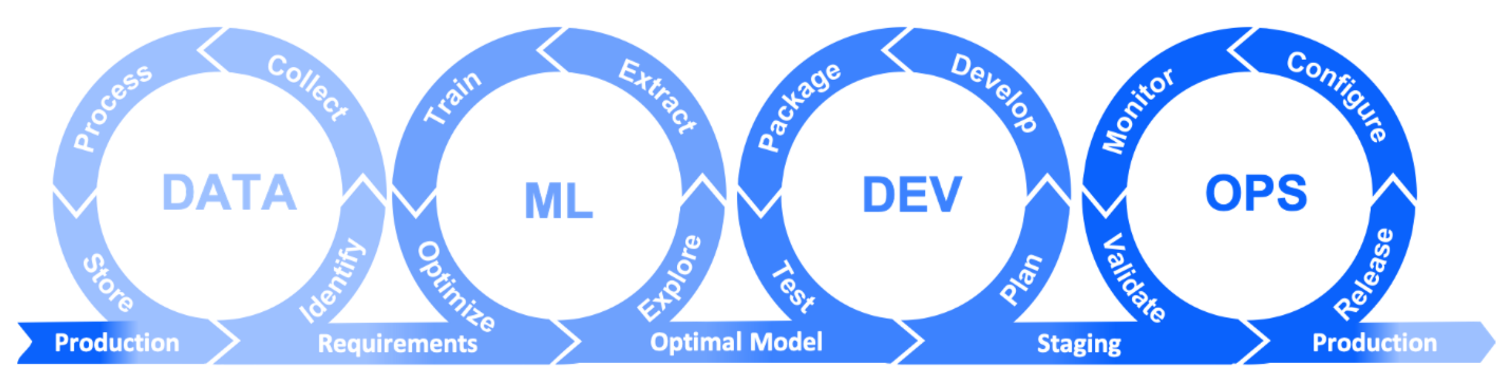 Process
Collect
DATA
Store
Identify
Train
Extract
ML
Optimize
Explore
Package
Develop
DEV
Test
Plan
Monitor
Configure
OPS
Validate
Release
Production
Requirements
Optimal Model
Staging
Production